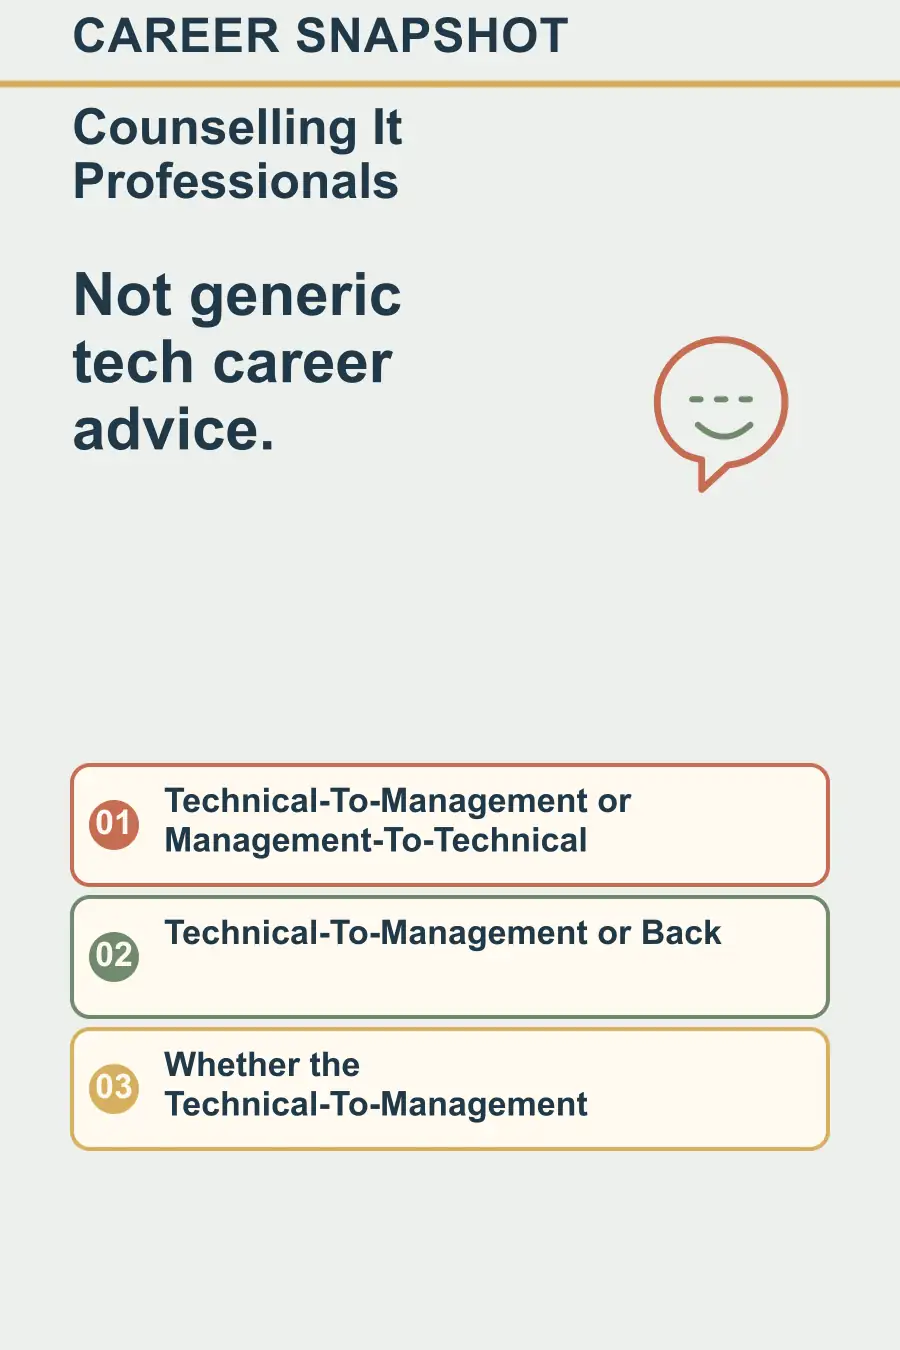 CAREER SNAPSHOT
Counselling It
Professionals
Not generic
tech career
advice.
01
Technical-To-Management or
Management-To-Technical
02
Technical-To-Management or Back
03
Whether the
Technical-To-Management